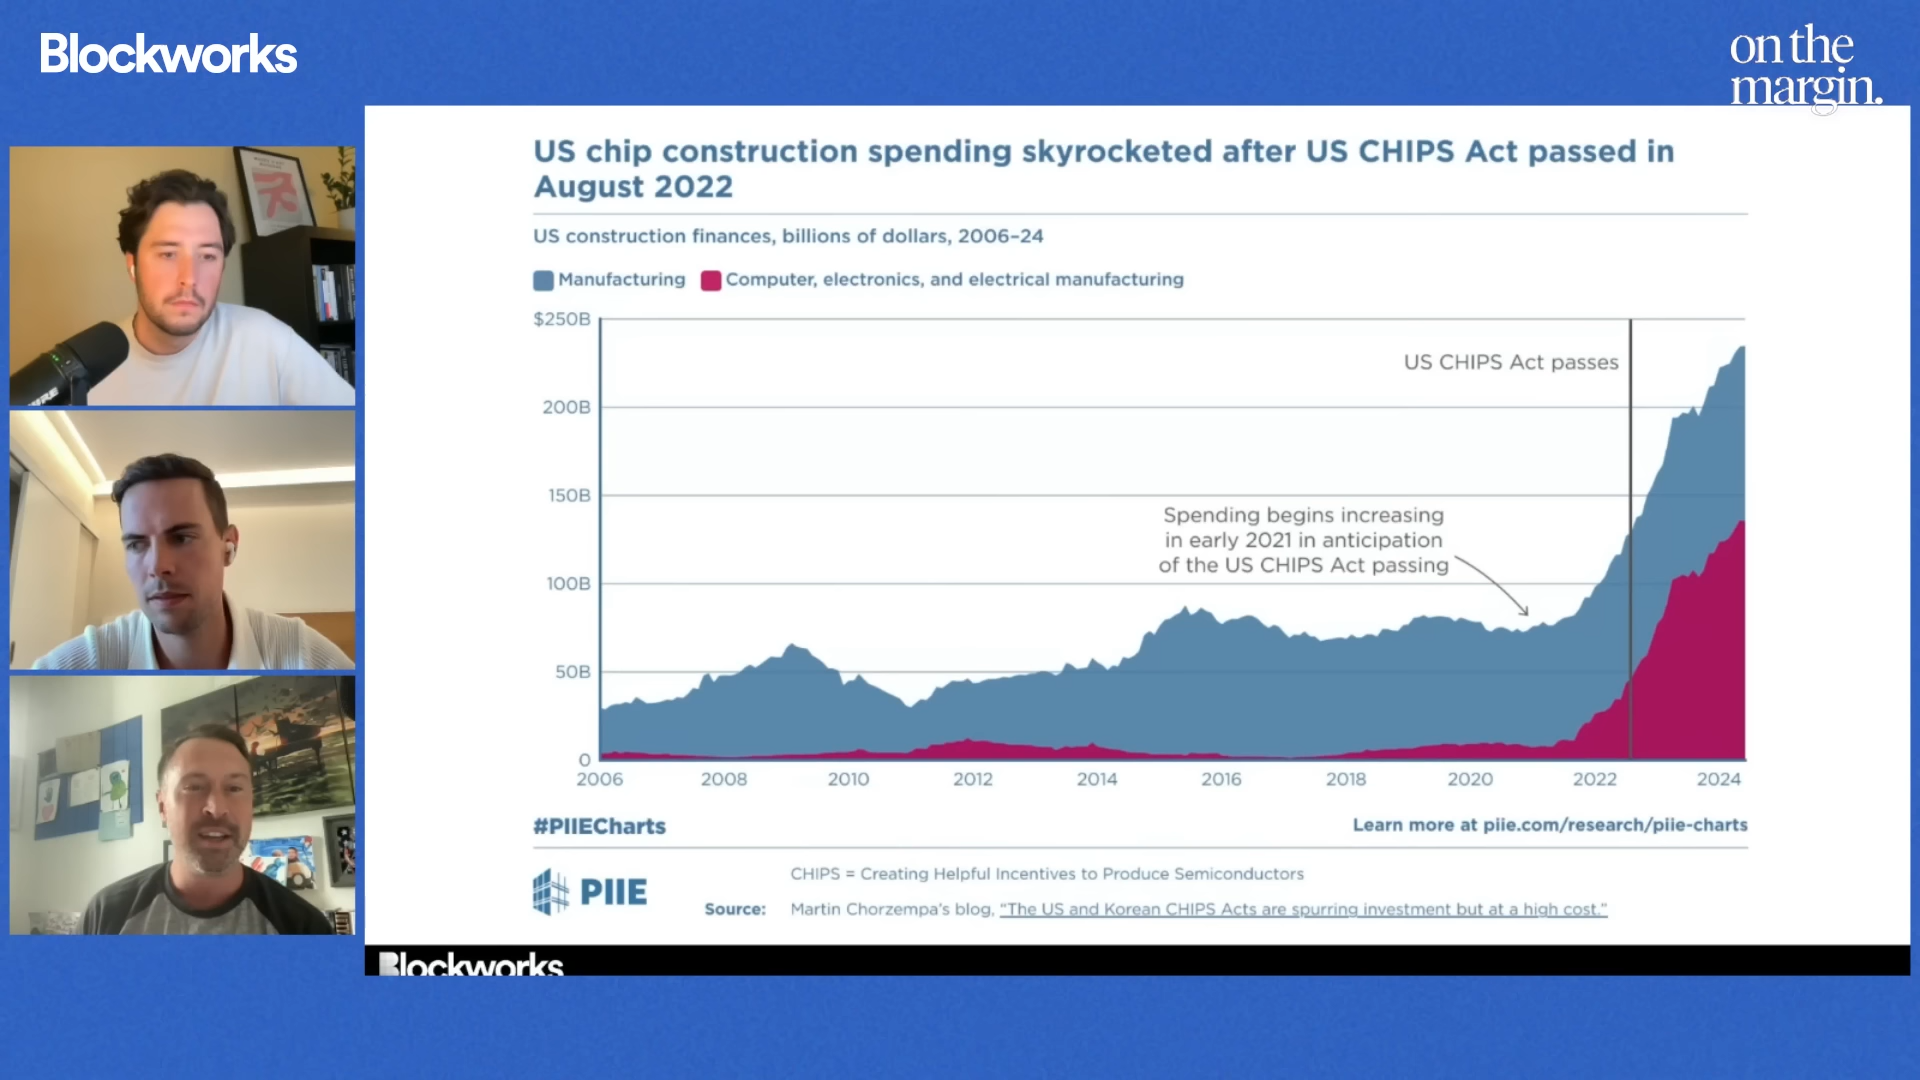 Blockworks
on the
margin.
US chip construction spending skyrocketed after US CHIPS Act passed in
August 2022
US construction finances, billions of dollars, 2006–24
Manufacturing
Computer, electronics, and electrical manufacturing
$250B
US CHIPS Act passes
200B
150B
Spending begins increasing
in early 2021 in anticipation
of the US CHIPS Act passing
100B
50B
0
2006 2008 2010 2012 2014 2016 2018 2020 2022 2024
#PIIECharts
Learn more at piie.com/research/piie-charts
PIIE
CHIPS = Creating Helpful Incentives to Produce Semiconductors
Source: Martin Chorzempa's blog, “The US and Korean CHIPS Acts are spurring investment but at a high cost.”
Blockworks